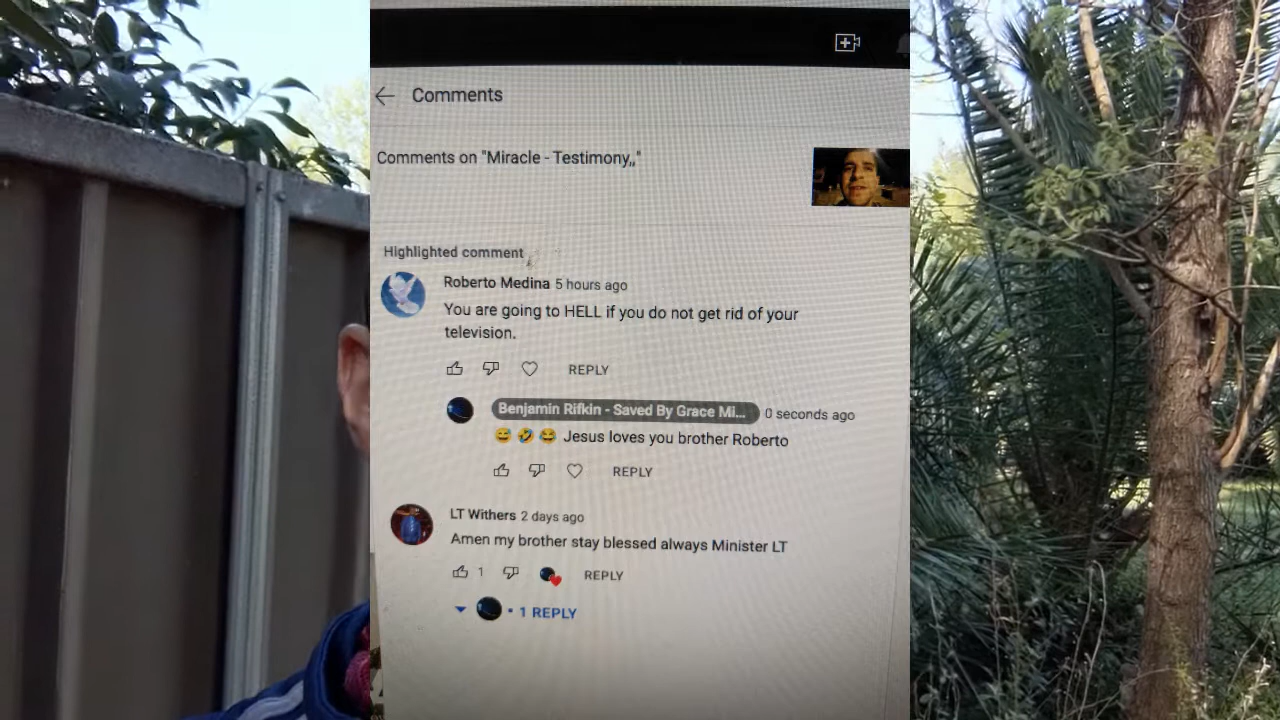 Comments
Comments on "Miracle - Testimony,,"
Highlighted comment
Roberto Medina 5 hours ago
You are going to HELL if you do not get rid of your
television.
REPLY
Benjamin Rifkin - Saved By Grace Mi... 0 seconds ago
😅 🤣 😂 Jesus loves you brother Roberto
REPLY
LT Withers 2 days ago
Amen my brother stay blessed always Minister LT
1 REPLY
• 1 REPLY